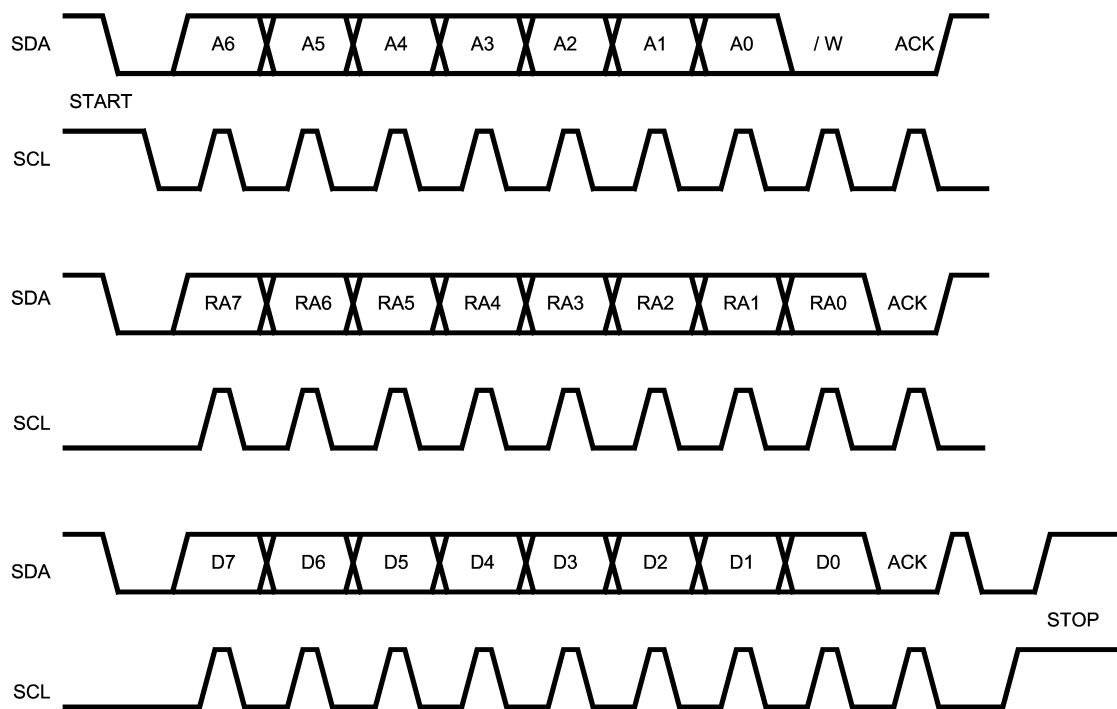 SDA A6 A5 A4 A3 A2 A1 A0 / W ACK
START
SCL
SDA RA7 RA6 RA5 RA4 RA3 RA2 RA1 RA0 ACK
SCL
SDA D7 D6 D5 D4 D3 D2 D1 D0 ACK
STOP
SCL